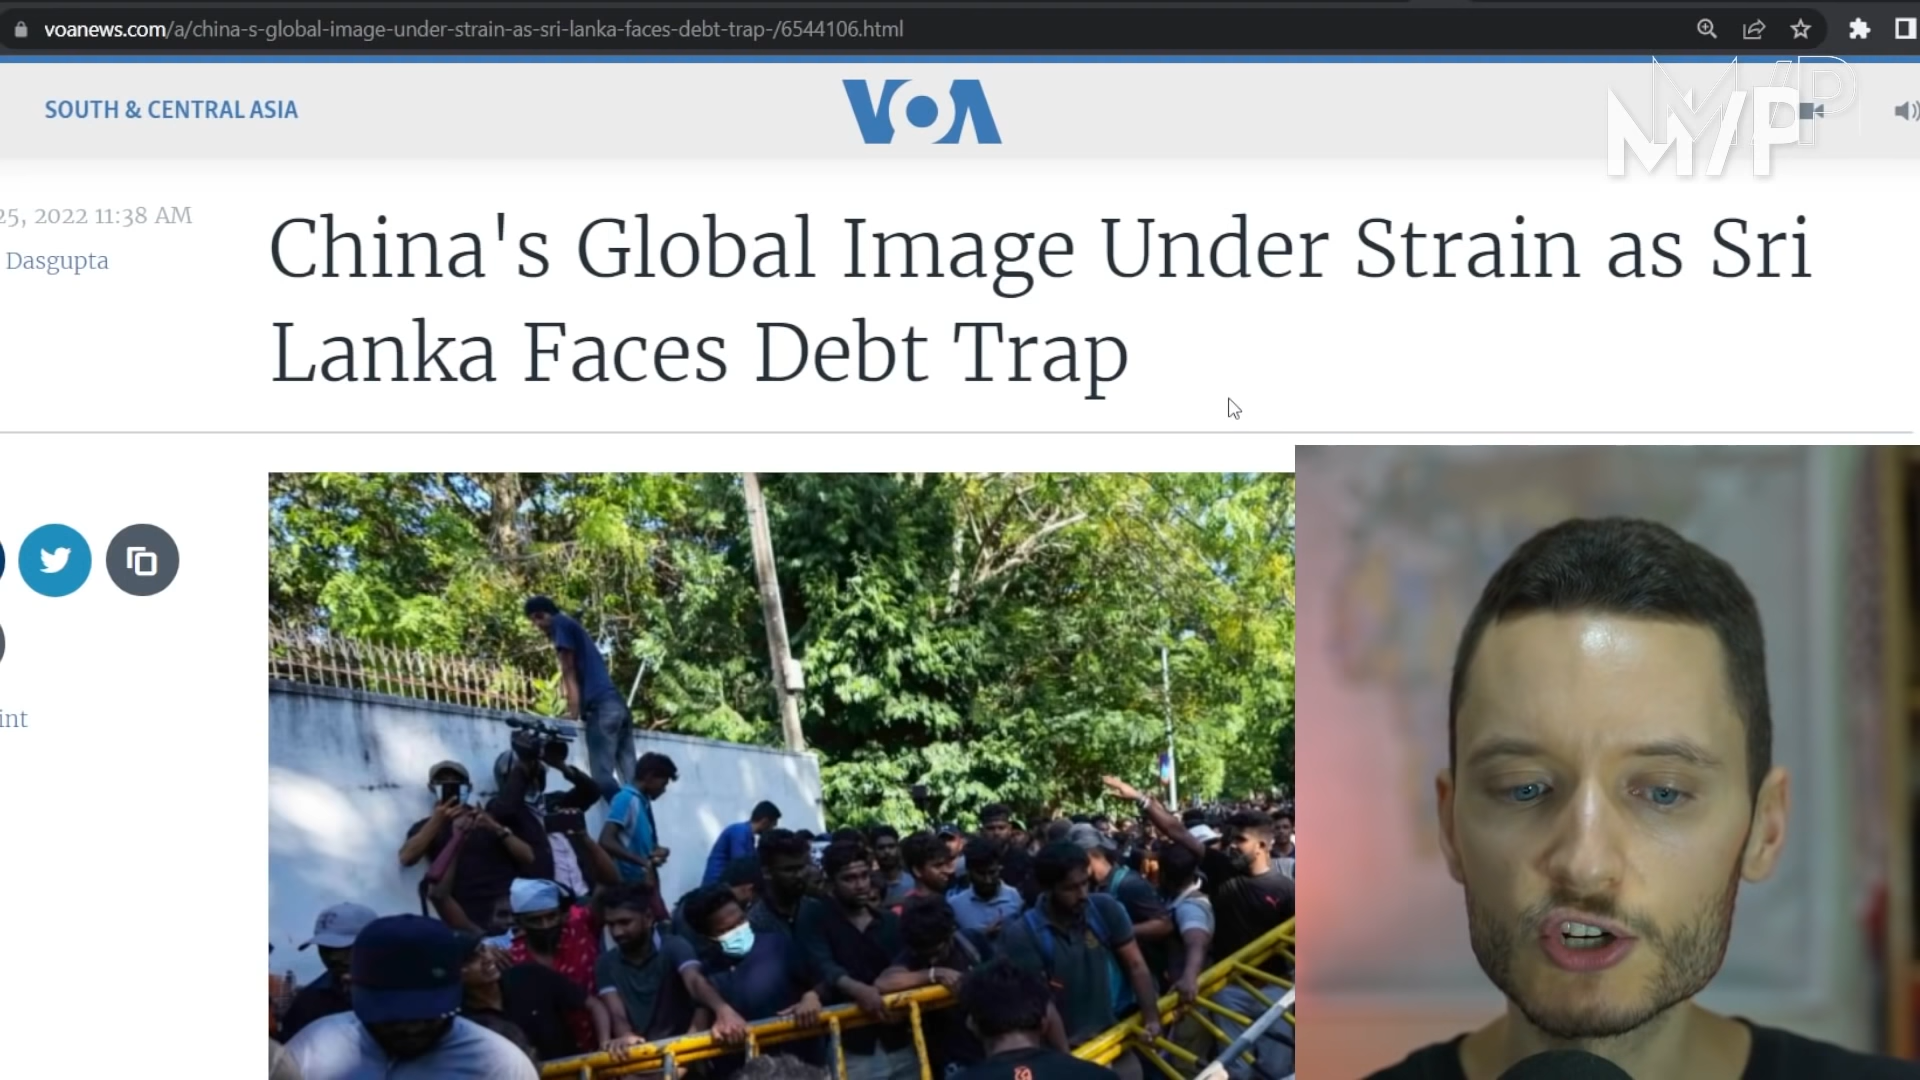 voanews.com/a/china-s-global-image-under-strain-as-sri-lanka-faces-debt-trap-/6544106.html
SOUTH & CENTRAL ASIA
VOA
M/P
25, 2022 11:38 AM
Dasgupta
China's Global Image Under Strain as Sri
Lanka Faces Debt Trap
int